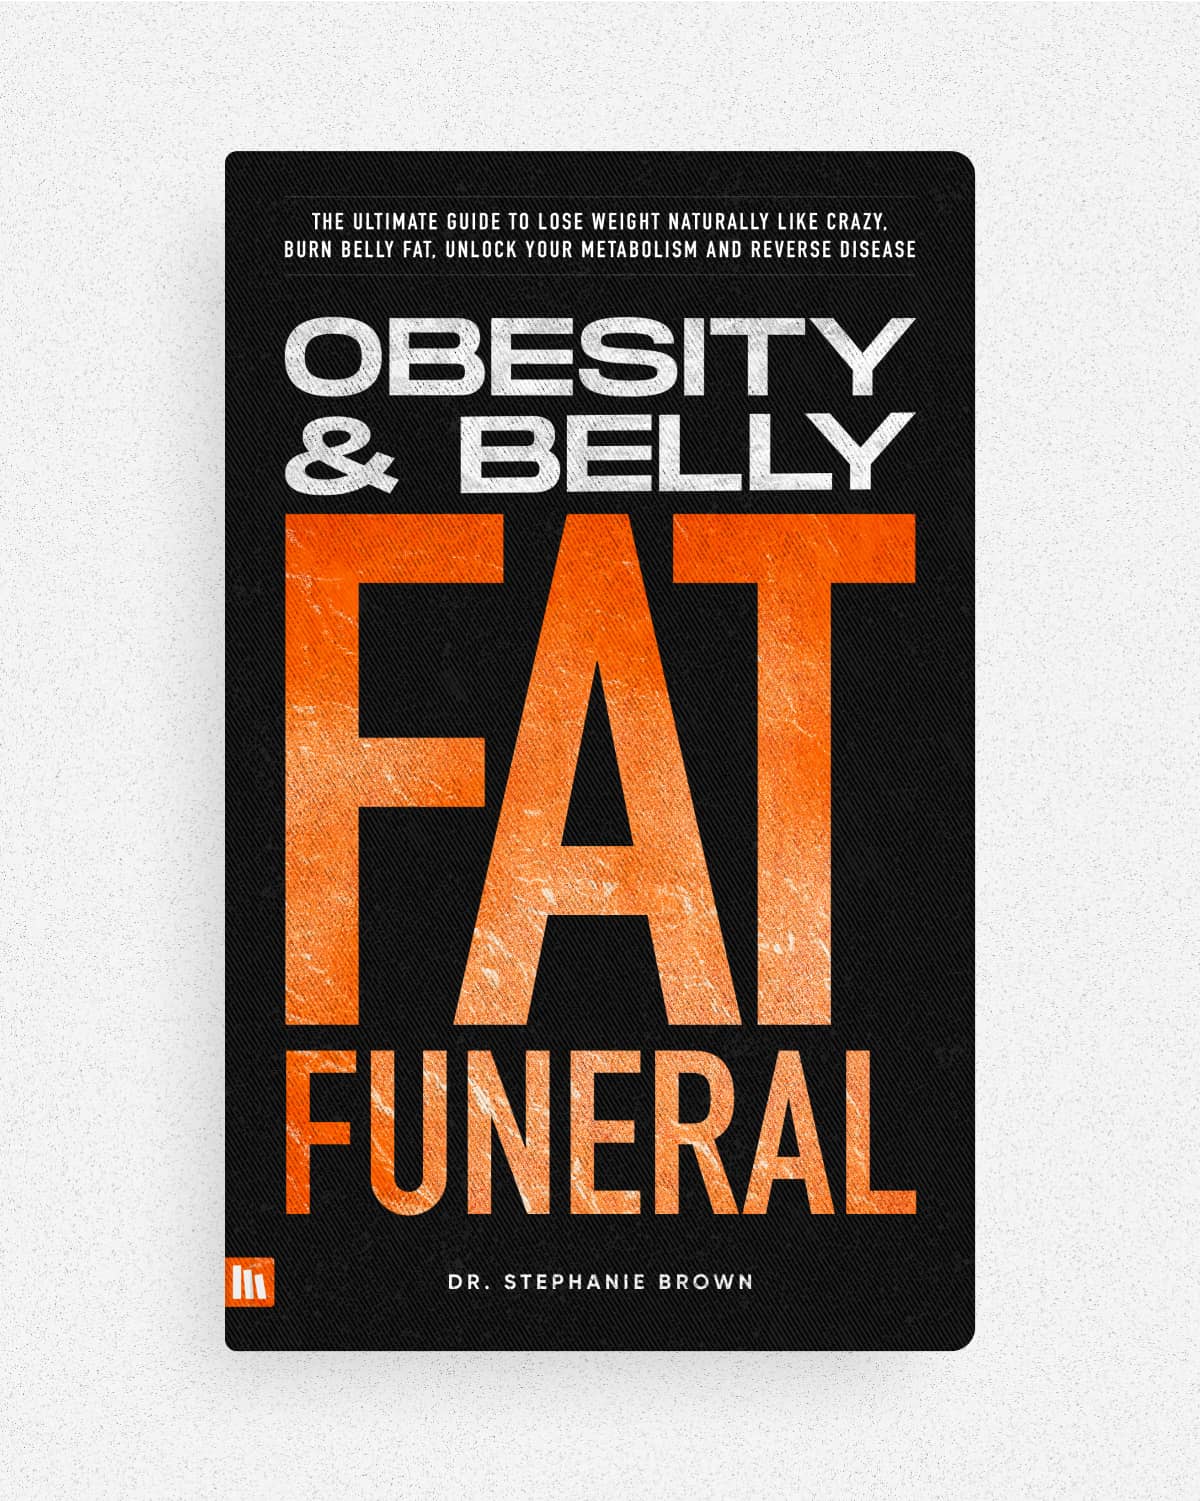 THE ULTIMATE GUIDE TO LOSE WEIGHT NATURALLY LIKE CRAZY,
BURN BELLY FAT, UNLOCK YOUR METABOLISM AND REVERSE DISEASE
OBESITY
& BELLY
FAT
FUNERAL
DR. STEPHANIE BROWN